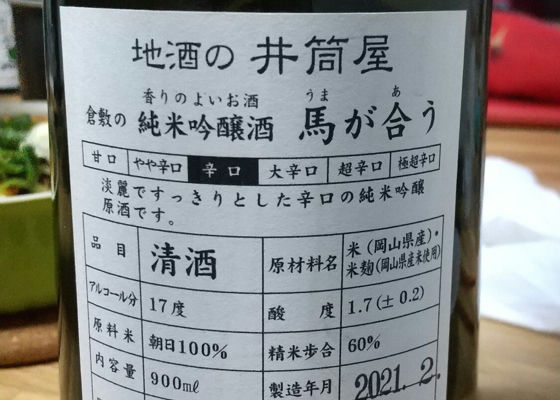 地酒の 井筒屋
香りのよいお酒 うま あ
倉敷の 純米吟醸酒 馬が合う
甘口 やや辛口 辛口 大辛口 超辛口 極超辛口
淡麗ですっきりとした辛口の純米吟醸
原酒です。
品目 清酒 原材料名 米(岡山県産)・
米麹(岡山県産米使用)
アルコール分 17度 酸度 1.7(±0.2)
原料米 朝日100% 精米歩合 60%
内容量 900㎖ 製造年月 2021. 2.